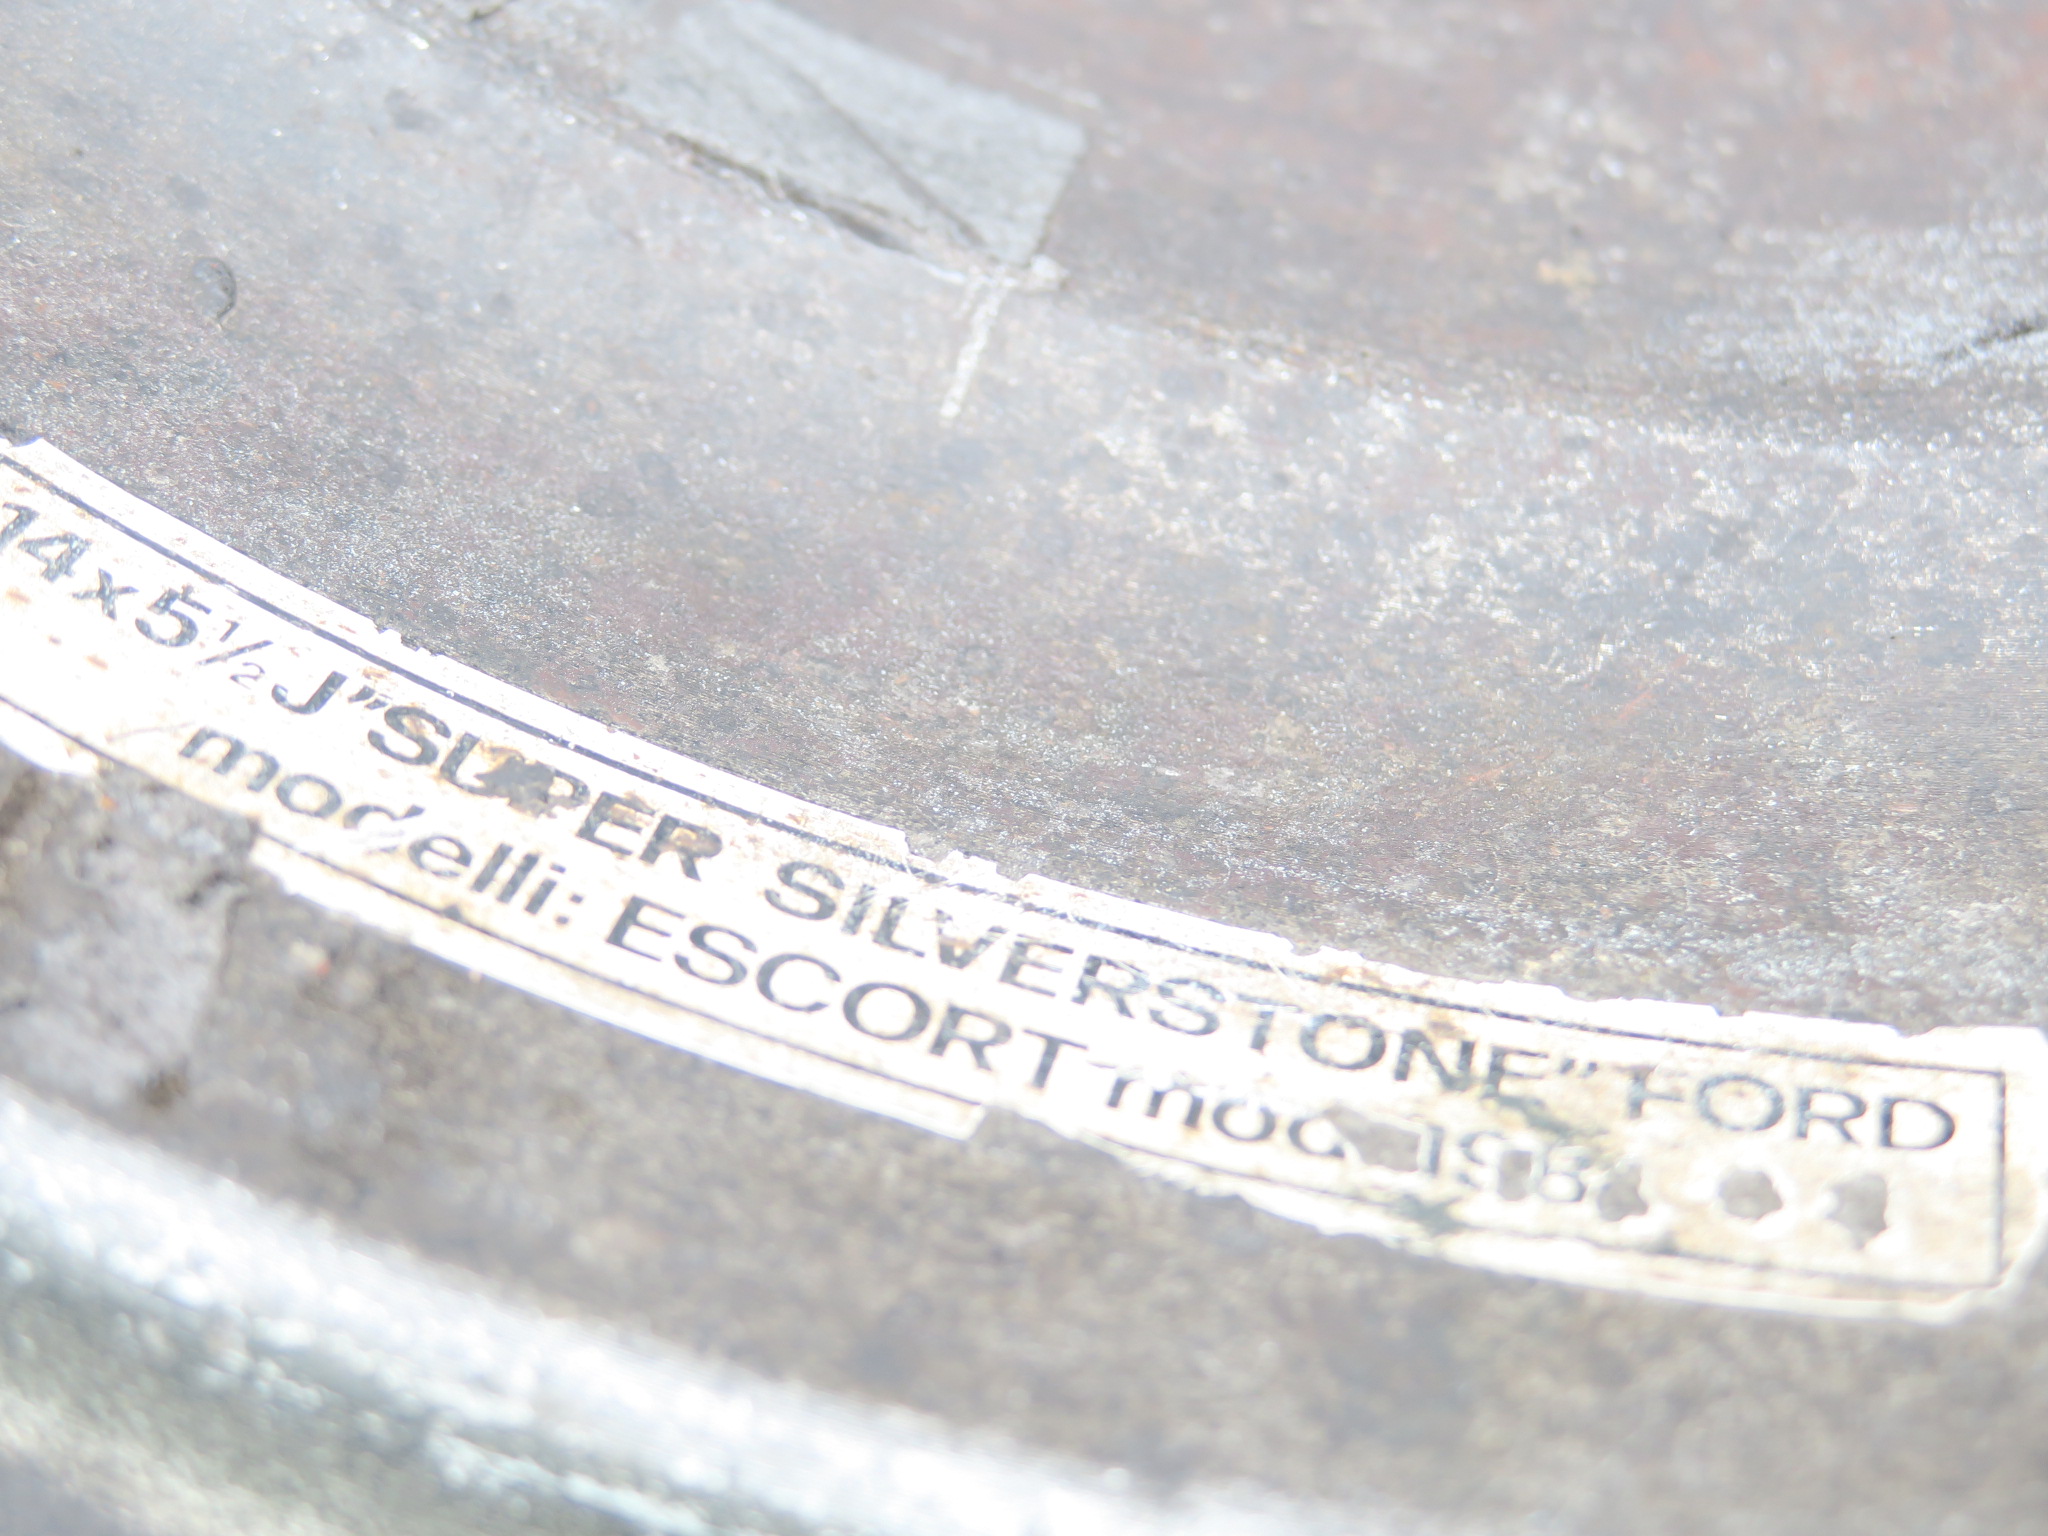 14x5½J"SUPER SILVERSTONE" FORD
modelli: ESCORT mod